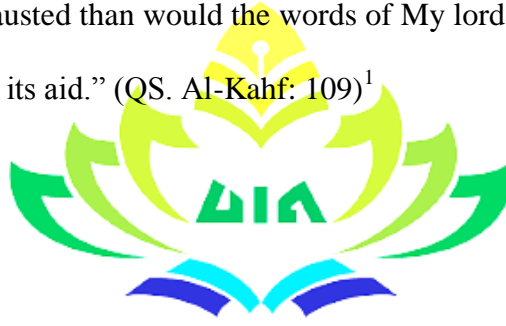 austed than would the words of My lord
its aid.” (QS. Al-Kahf: 109)1
UIN